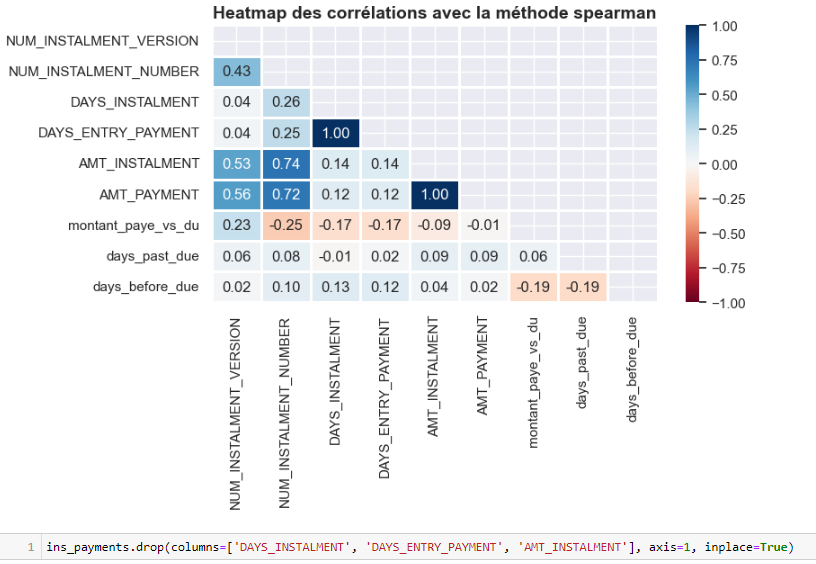 Heatmap des corrélations avec la méthode spearman
NUM_INSTALMENT_VERSION
NUM_INSTALMENT_NUMBER 0.43
DAYS_INSTALMENT 0.04 0.26
DAYS_ENTRY_PAYMENT 0.04 0.25 1.00
AMT_INSTALMENT 0.53 0.74 0.14 0.14
AMT_PAYMENT 0.56 0.72 0.12 0.12 1.00
montant_paye_vs_du 0.23 -0.25 -0.17 -0.17 -0.09 -0.01
days_past_due 0.06 0.08 -0.01 0.02 0.09 0.09 0.06
days_before_due 0.02 0.10 0.13 0.12 0.04 0.02 -0.19 -0.19
NUM_INSTALMENT_VERSION
NUM_INSTALMENT_NUMBER
DAYS_INSTALMENT
DAYS_ENTRY_PAYMENT
AMT_INSTALMENT
AMT_PAYMENT
montant_paye_vs_du
days_past_due
days_before_due
1.00
0.75
0.50
0.25
0.00
−0.25
−0.50
−0.75
−1.00
1 ins_payments.drop(columns=['DAYS_INSTALMENT', 'DAYS_ENTRY_PAYMENT', 'AMT_INSTALMENT'], axis=1, inplace=True)